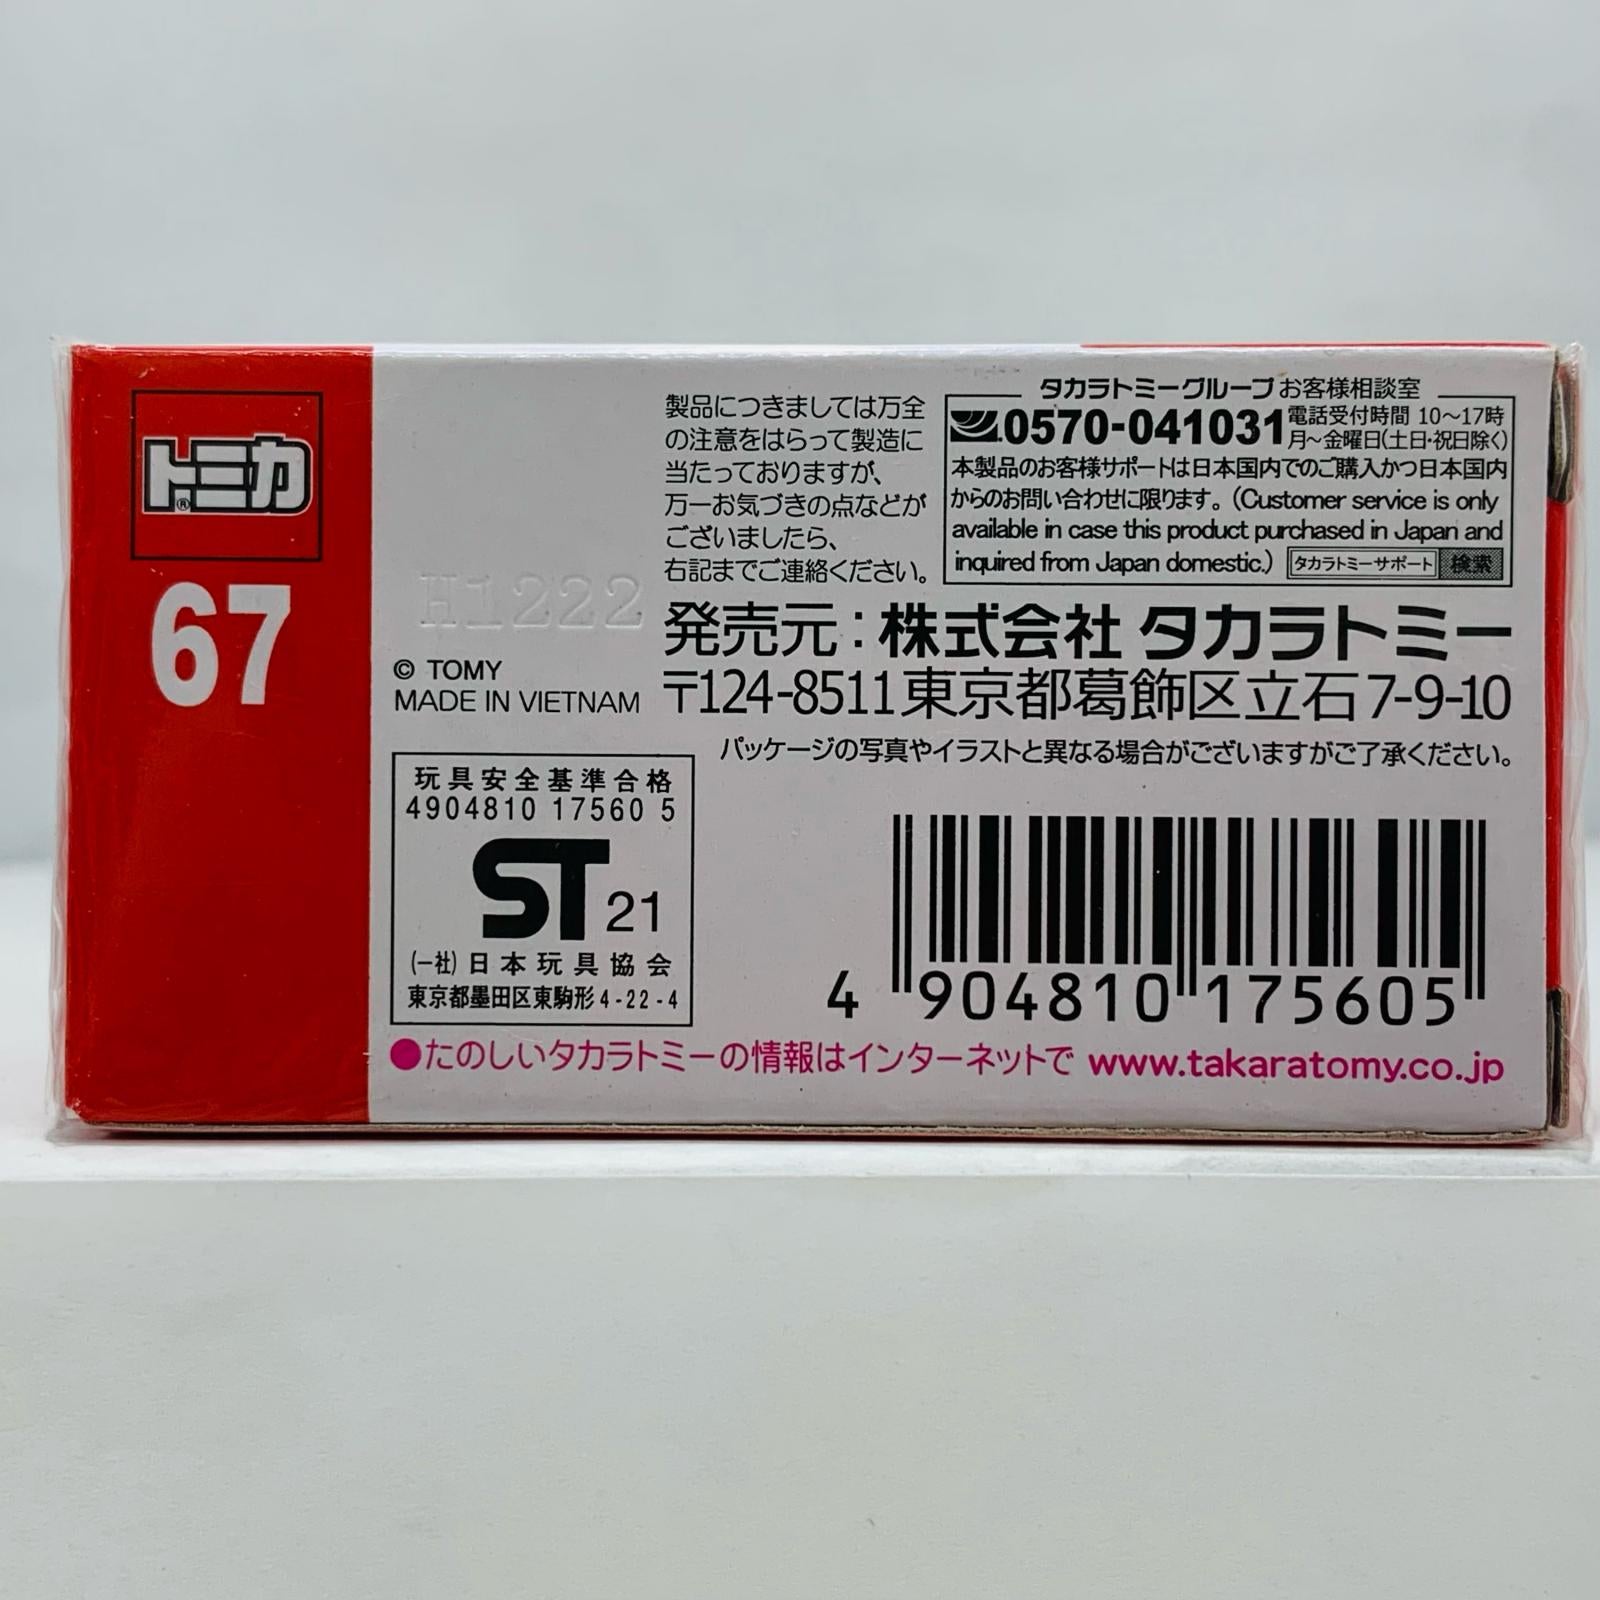 トミカ®
67
H1222
© TOMY
MADE IN VIETNAM
製品につきましては万全
の注意をはらって製造に
当たっておりますが、
万一お気づきの点などが
ございましたら、
右記までご連絡ください。
タカラトミーグループ お客様相談室
0570-041031 電話受付時間 10〜17時
月〜金曜日(土日・祝日除く)
本製品のお客様サポートは日本国内でのご購入かつ日本国内
からのお問い合わせに限ります。(Customer service is only
available in case this product purchased in Japan and
inquired from Japan domestic.) タカラトミーサポート 検索
発売元:株式会社 タカラトミー
〒124-8511 東京都葛飾区立石 7-9-10
パッケージの写真やイラストと異なる場合がございますがご了承ください。
玩具安全基準合格
4904810 17560 5
ST 21
(一社) 日本玩具協会
東京都墨田区東駒形 4-22-4
4 904810 175605
●たのしいタカラトミーの情報はインターネットで www.takaratomy.co.jp